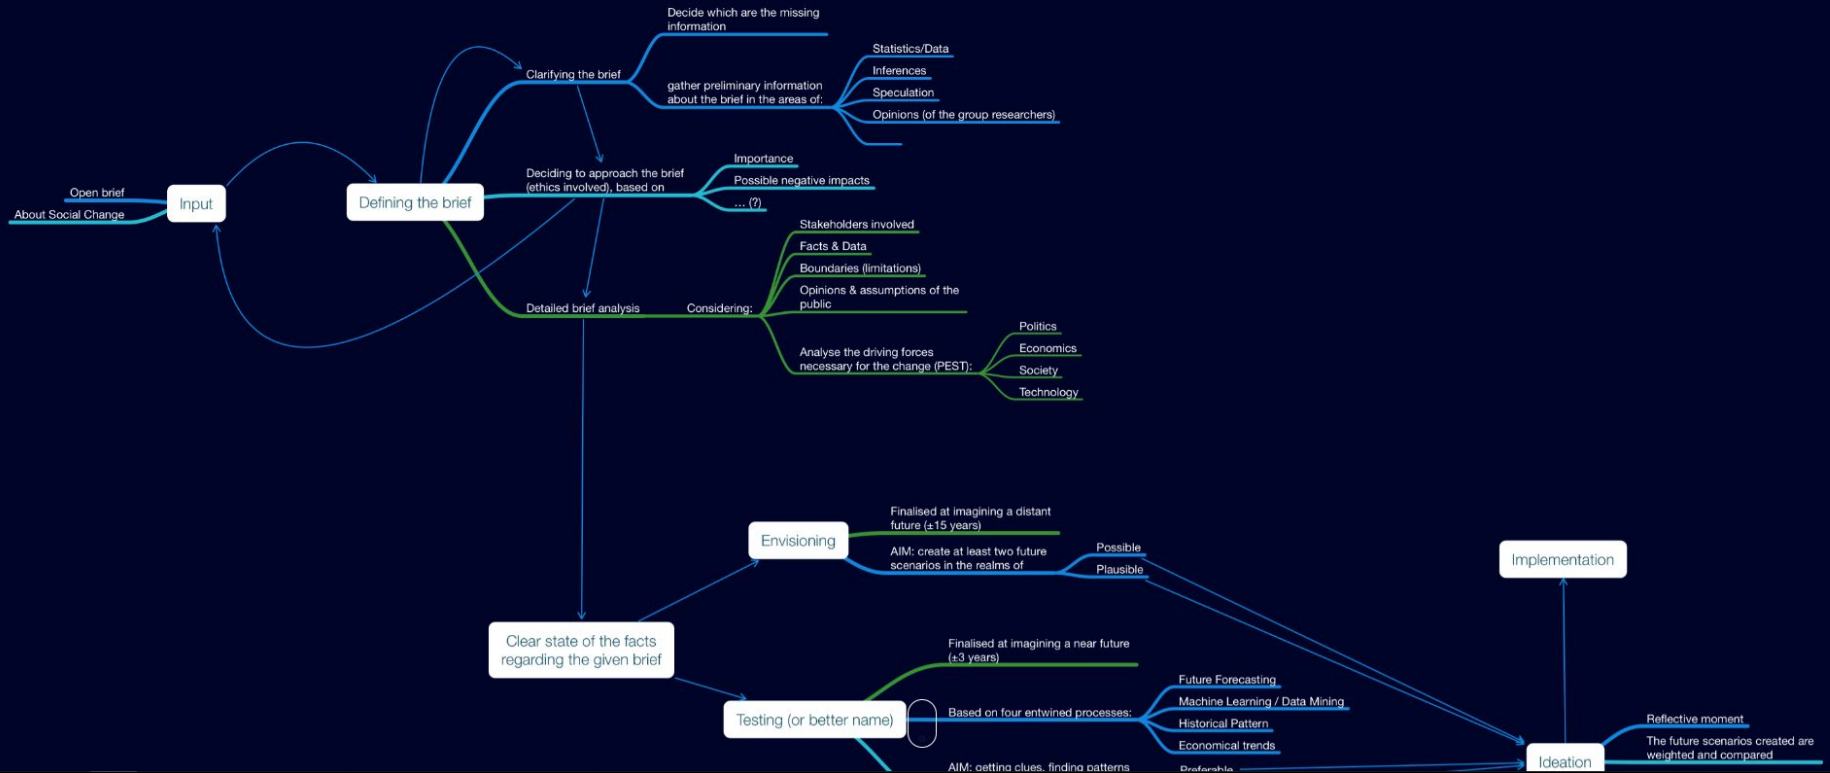 Decide which are the missing
information
Statistics/Data
Inferences
Clarifying the brief
gather preliminary information
about the brief in the areas of:
Speculation
Opinions (of the group researchers)
Importance
Deciding to approach the brief
(ethics involved), based on
Possible negative impacts
... (?)
Open brief
About Social Change
Input
Defining the brief
Stakeholders involved
Facts & Data
Boundaries (limitations)
Opinions & assumptions of the
public
Detailed brief analysis
Considering:
Analyse the driving forces
necessary for the change (PEST):
Politics
Economics
Society
Technology
Envisioning
Finalised at imagining a distant
future (±15 years)
AIM: create at least two future
scenarios in the realms of
Possible
Plausible
Implementation
Clear state of the facts
regarding the given brief
Finalised at imagining a near future
(±3 years)
Testing (or better name)
Based on four entwined processes:
Future Forecasting
Machine Learning / Data Mining
Historical Pattern
Economical trends
Reflective moment
The future scenarios created are
weighted and compared
Ideation
AIM: getting clues, finding patterns
Preferable